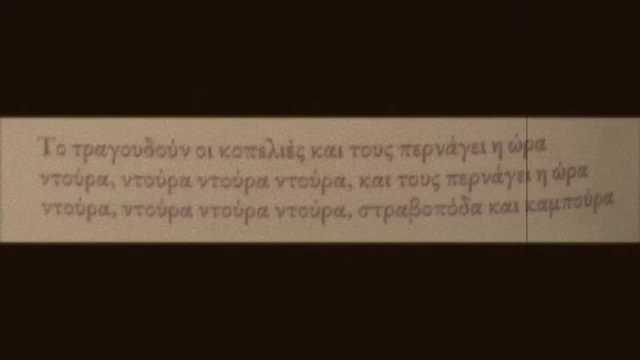 Το τραγουδούν οι κοπελιές και τους περνάγει η ώρα
ντούρα, ντούρα ντούρα ντούρα, και τους περνάγει η ώρα
ντούρα, ντούρα ντούρα ντούρα, στραβοπόδα και καμπούρα